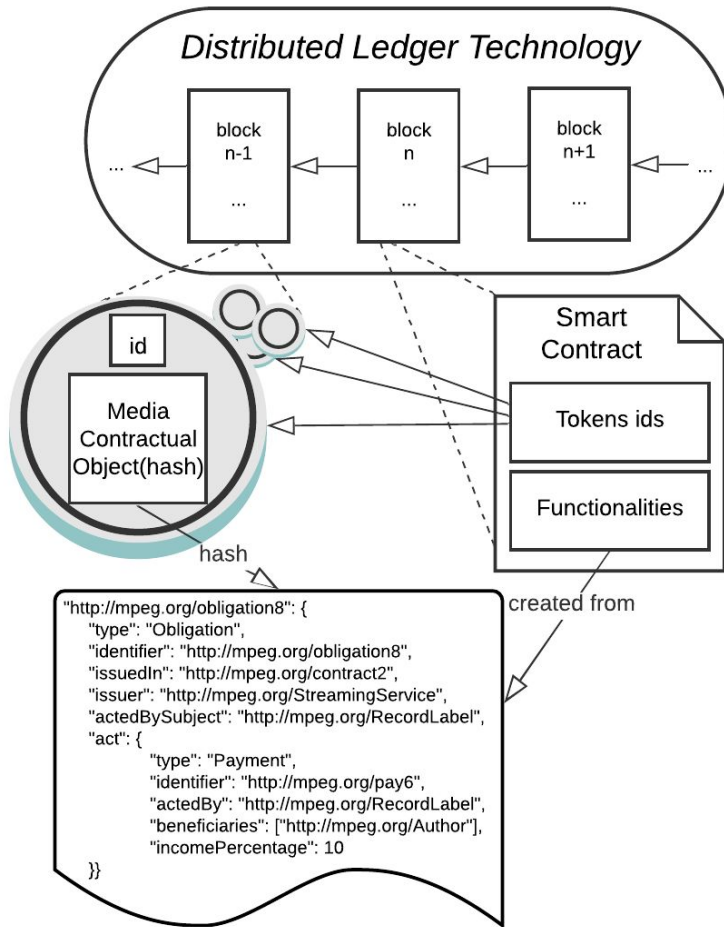 Distributed Ledger Technology
block
n-1
...
block
n
...
block
n+1
...
...
...
id
Media
Contractual
Object(hash)
Smart
Contract
Tokens ids
Functionalities
hash
created from
"http://mpeg.org/obligation8": {
"type": "Obligation",
"identifier": "http://mpeg.org/obligation8",
"issuedIn": "http://mpeg.org/contract2",
"issuer": "http://mpeg.org/StreamingService",
"actedBySubject": "http://mpeg.org/RecordLabel",
"act": {
"type": "Payment",
"identifier": "http://mpeg.org/pay6",
"actedBy": "http://mpeg.org/RecordLabel",
"beneficiaries": ["http://mpeg.org/Author"],
"incomePercentage": 10
}}